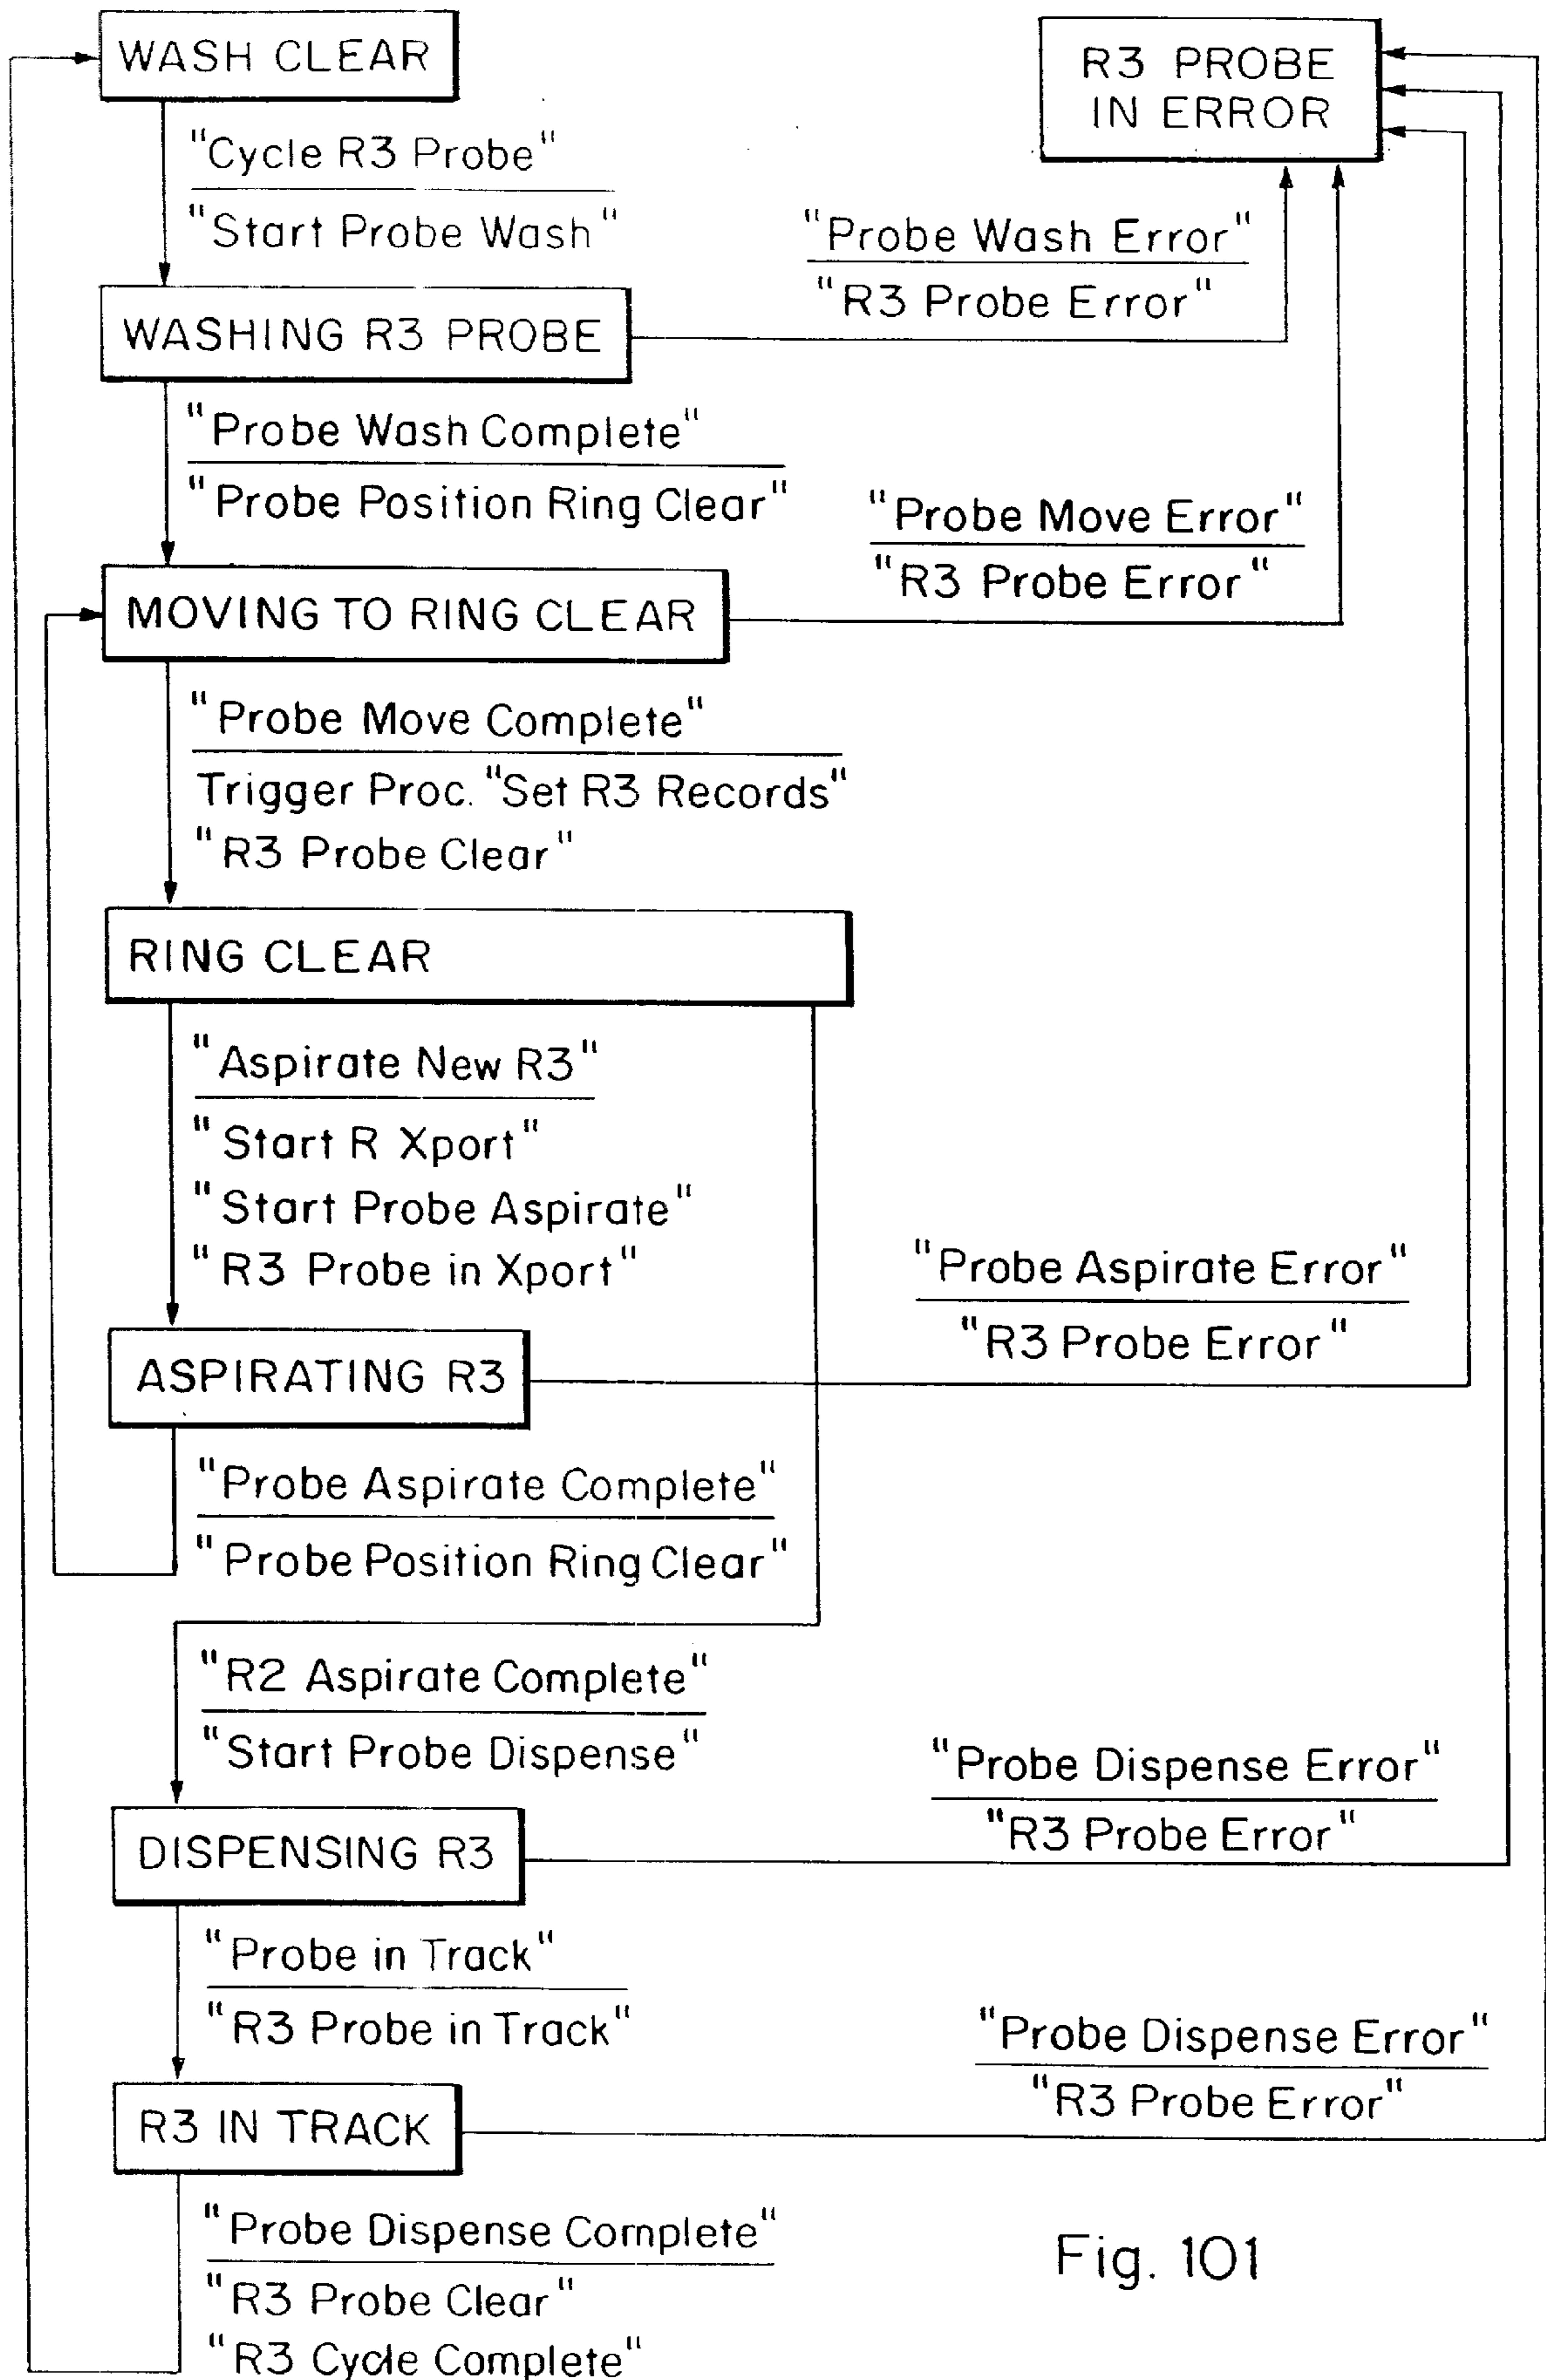 WASH CLEAR
R3 PROBE
IN ERROR
"Cycle R3 Probe"
"Start Probe Wash"
"Probe Wash Error"
"R3 Probe Error"
WASHING R3 PROBE
"Probe Wash Complete"
"Probe Position Ring Clear"
"Probe Move Error"
"R3 Probe Error"
MOVING TO RING CLEAR
"Probe Move Complete"
Trigger Proc. "Set R3 Records"
"R3 Probe Clear"
RING CLEAR
"Aspirate New R3"
"Start R Xport"
"Start Probe Aspirate"
"R3 Probe in Xport"
"Probe Aspirate Error"
"R3 Probe Error"
ASPIRATING R3
"Probe Aspirate Complete"
"Probe Position Ring Clear"
"R2 Aspirate Complete"
"Start Probe Dispense"
"Probe Dispense Error"
"R3 Probe Error"
DISPENSING R3
"Probe in Track"
"R3 Probe in Track"
"Probe Dispense Error"
"R3 Probe Error"
R3 IN TRACK
"Probe Dispense Complete"
"R3 Probe Clear"
"R3 Cycle Complete"
Fig. 101